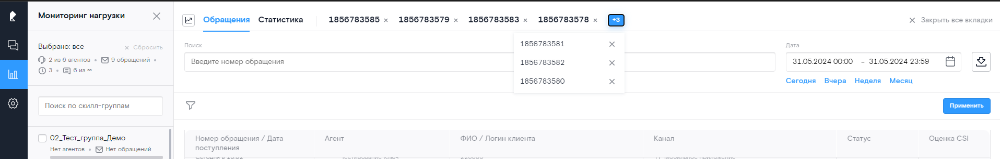 Мониторинг нагрузки
Обращения Статистика 1856783585 × 1856783579 × 1856783583 × 1856783578 × +3 × Закрыть все вкладки
Выбрано: все × Сбросить
2 из 6 агентов • 9 обращений •
3 • 6 из ∞
Поиск по скилл-группам
02_Тест_группа_Демо
Нет агентов • Нет обращений
1856783581
1856783582
1856783580
Поиск
Введите номер обращения
Дата
31.05.2024 00:00 – 31.05.2024 23:59
Сегодня Вчера Неделя Месяц
Применить
Номер обращения / Дата поступления
Агент
ФИО / Логин клиента
Канал
Статус
Оценка CSI